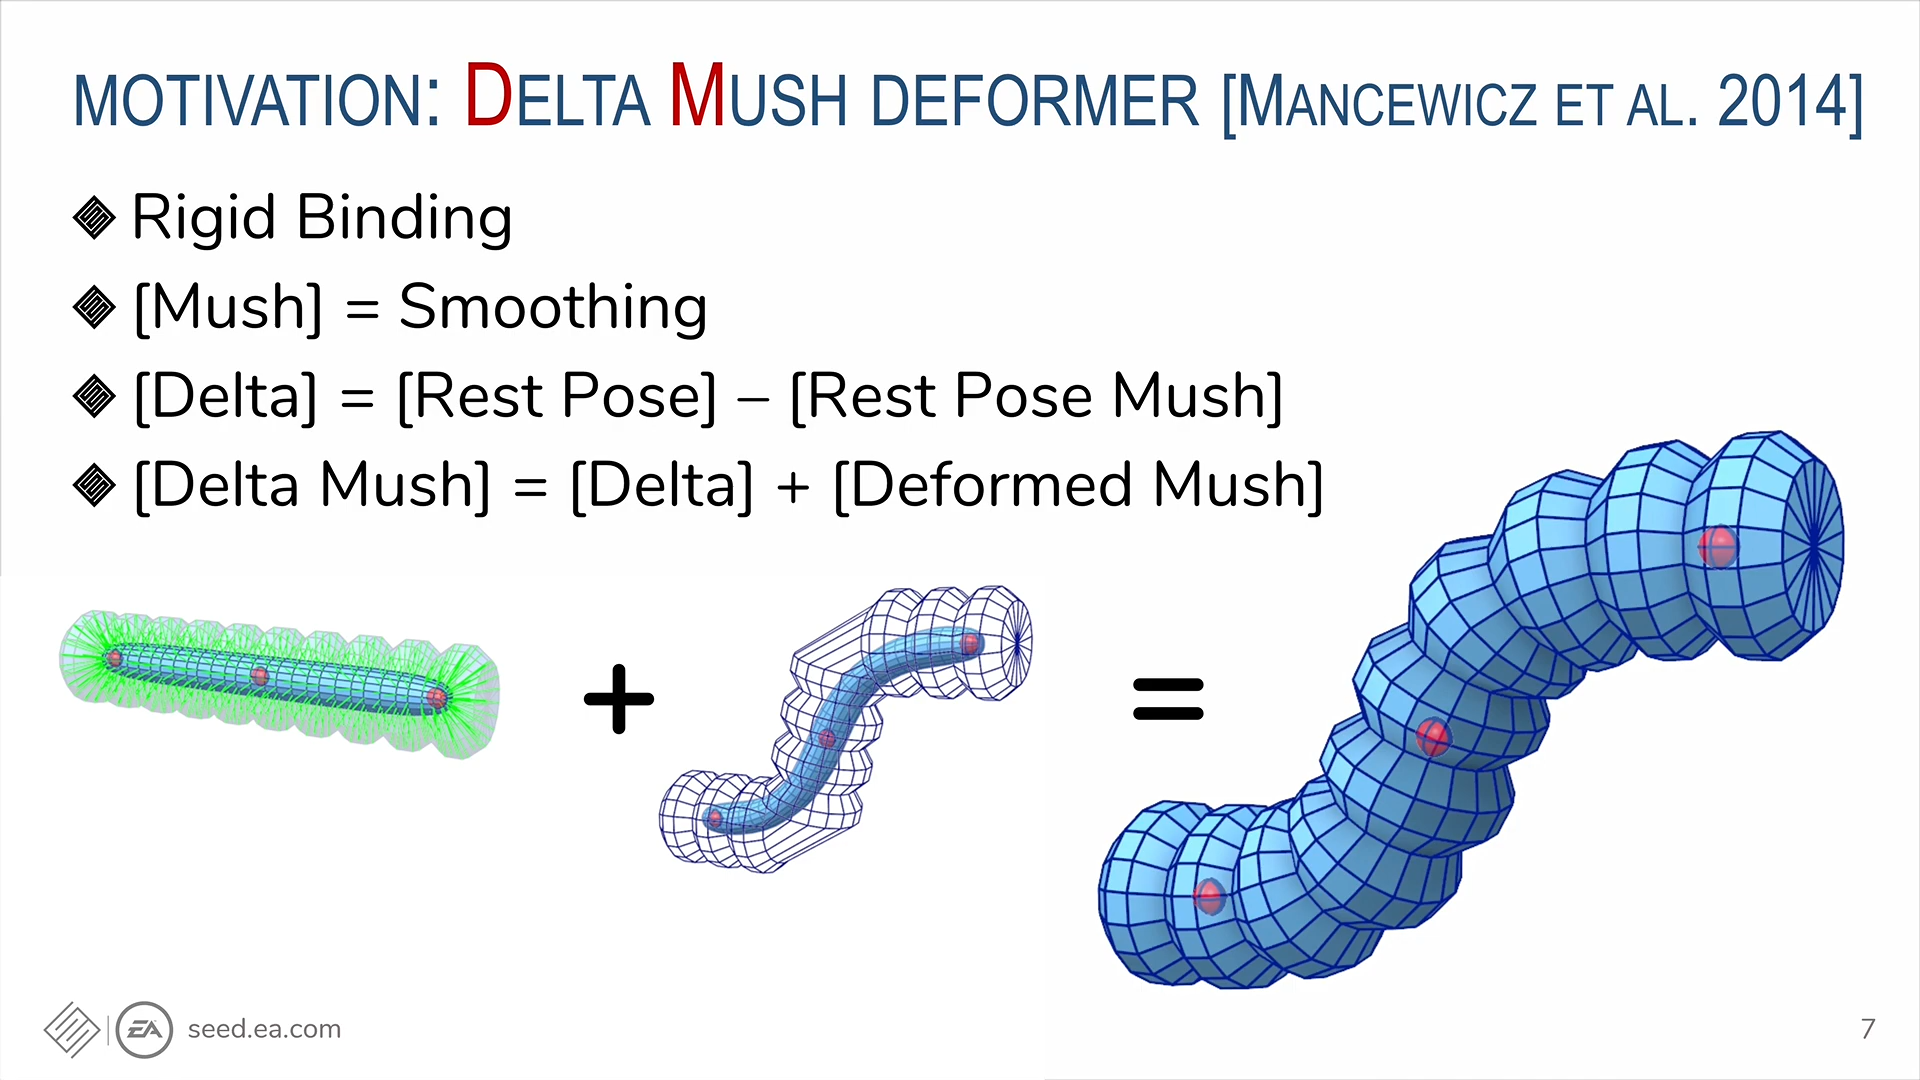 MOTIVATION: DELTA MUSH DEFORMER [MANCEWICZ ET AL. 2014]
Rigid Binding
[Mush] = Smoothing
[Delta] = [Rest Pose] – [Rest Pose Mush]
[Delta Mush] = [Delta] + [Deformed Mush]
+ =
EA seed.ea.com
7